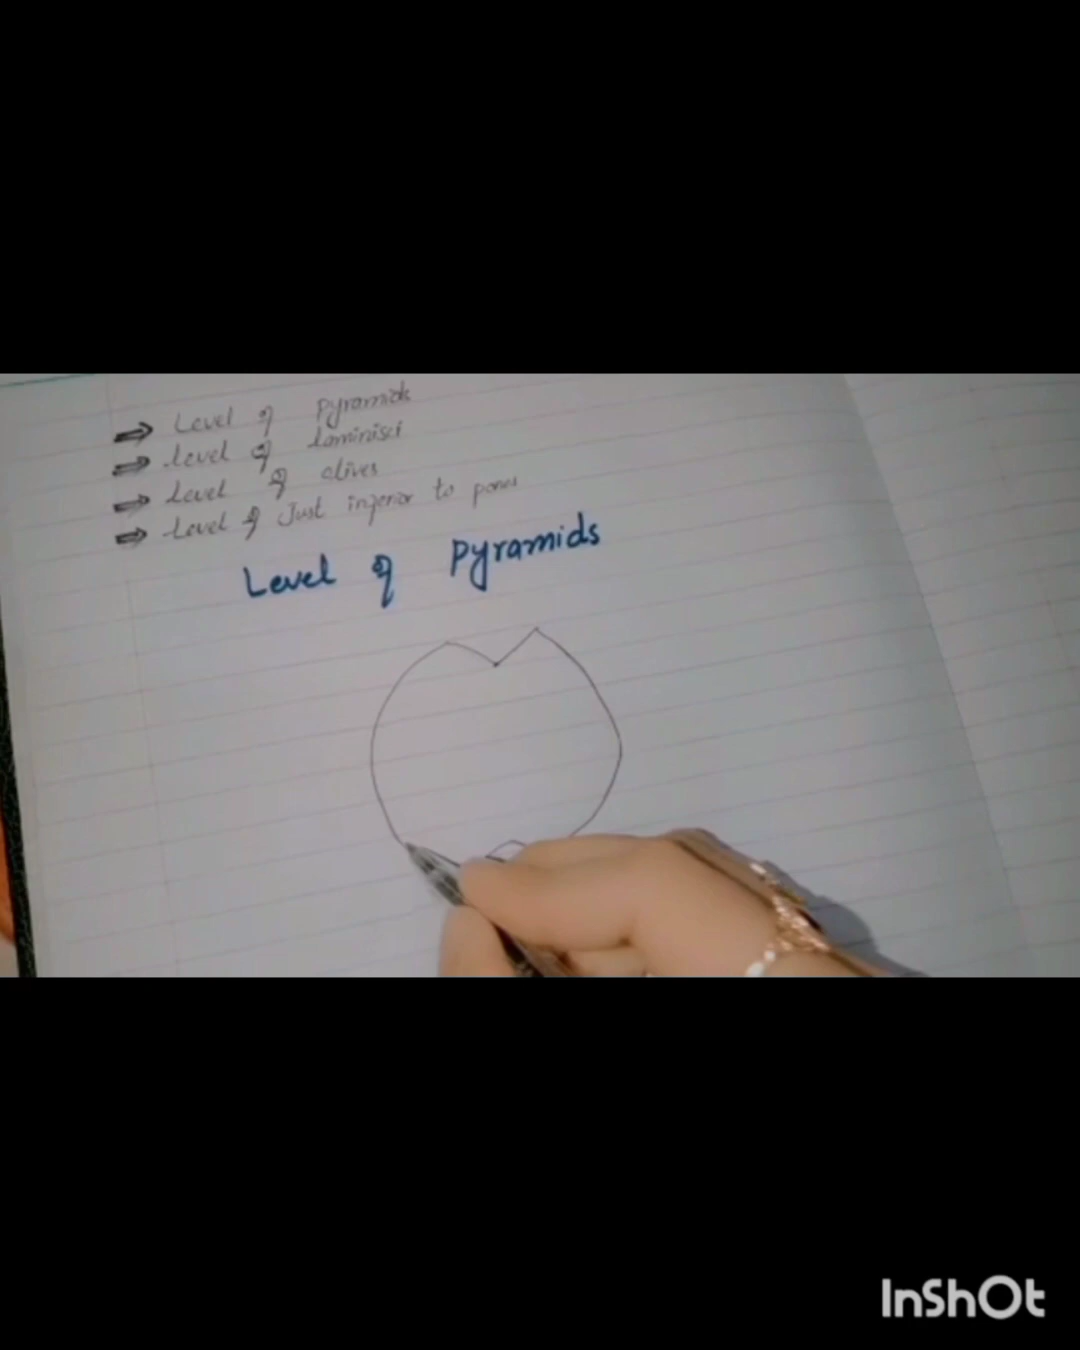 ⇒ Level of pyramids
⇒ Level of laminisci
⇒ Level of olives
⇒ Level of Just inferior to pons
Level of Pyramids
InShOt